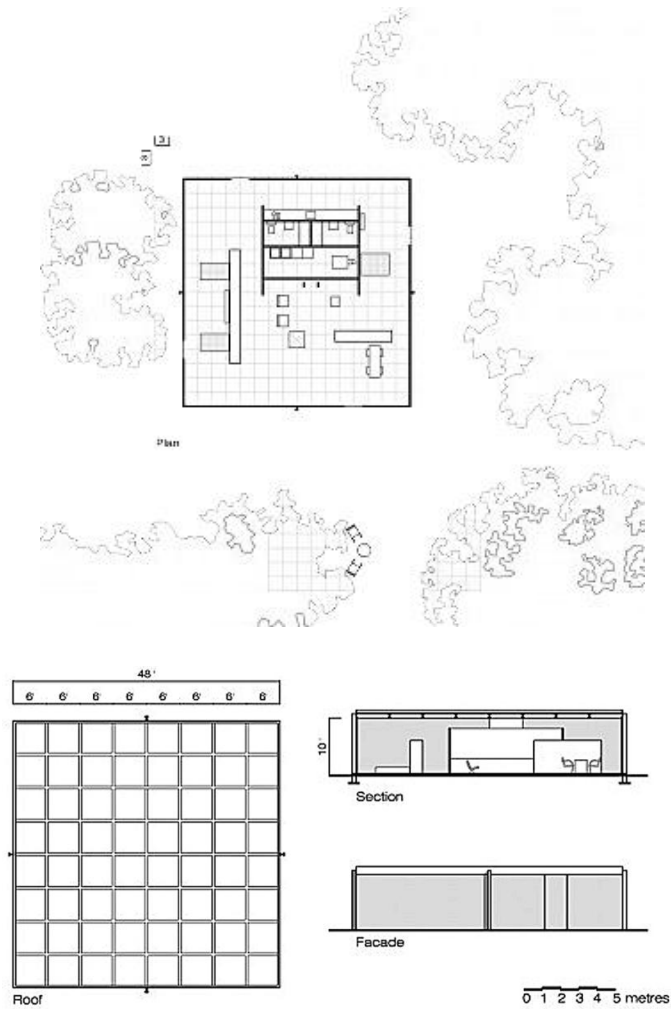 Plan
48'
6' 6' 6' 6' 6' 6' 6' 6'
10'
Section
Facade
Roof
0 1 2 3 4 5 metres